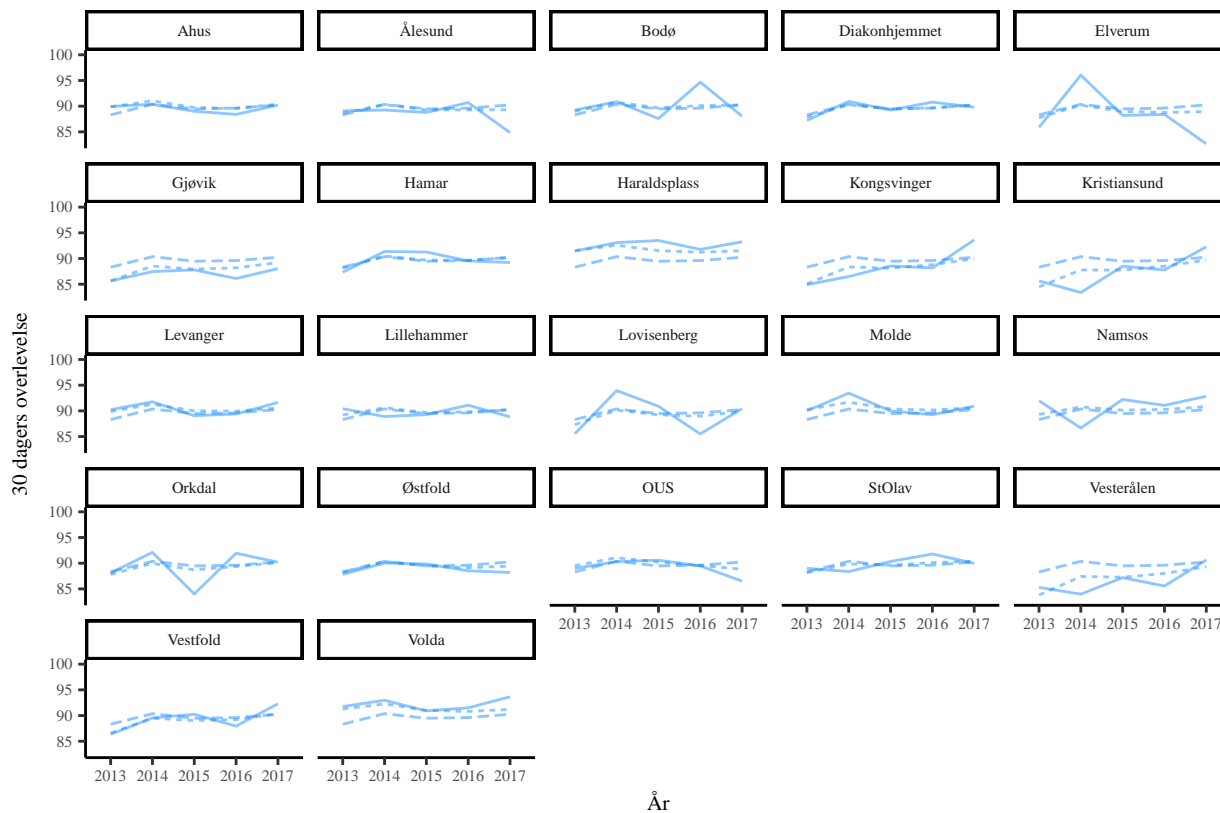 Ahus Ålesund Bodø Diakonhjemmet Elverum
100
95
90
85
Gjøvik Hamar Haraldsplass Kongsvinger Kristiansund
100
95
90
85
Levanger Lillehammer Lovisenberg Molde Namsos
100
95
90
85
30 dagers overlevelse
Orkdal Østfold OUS StOlav Vesterålen
100
95
90
85
2013 2014 2015 2016 2017 2013 2014 2015 2016 2017 2013 2014 2015 2016 2017
Vestfold Volda
100
95
90
85
2013 2014 2015 2016 2017 2013 2014 2015 2016 2017
År